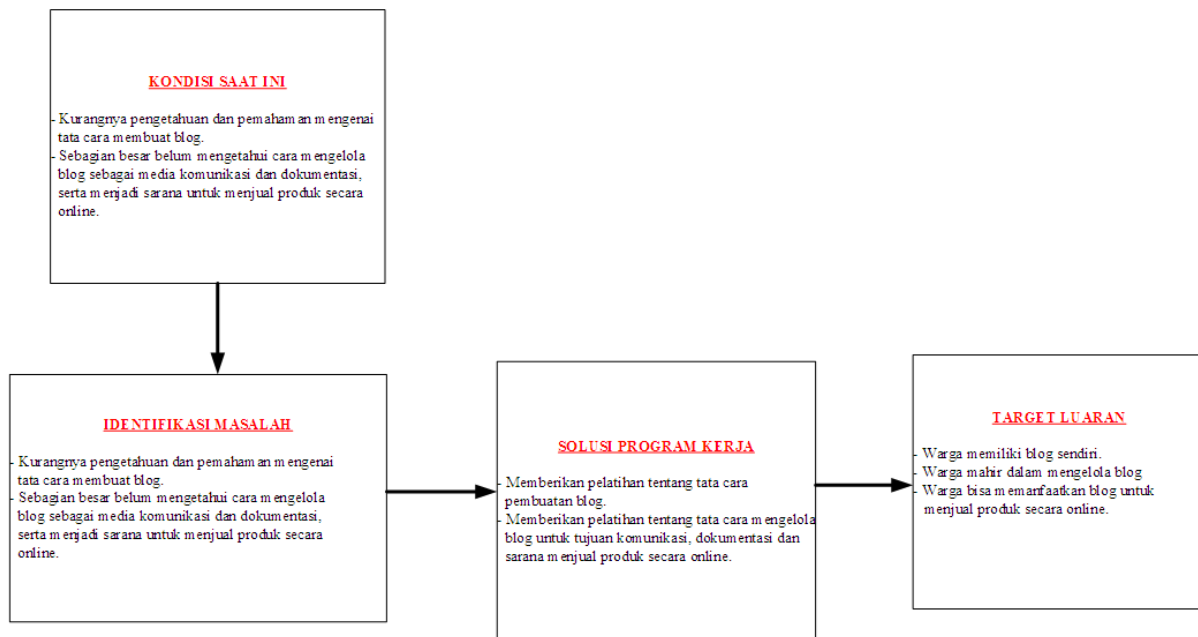 KONDISI SAAT INI
- Kurangnya pengetahuan dan pemahaman mengenai
tata cara membuat blog.
- Sebagian besar belum mengetahui cara mengelola
blog sebagai media komunikasi dan dokumentasi,
serta menjadi sarana untuk menjual produk secara
online.
IDENTIFIKASI MASALAH
- Kurangnya pengetahuan dan pemahaman mengenai
tata cara membuat blog.
- Sebagian besar belum mengetahui cara mengelola
blog sebagai media komunikasi dan dokumentasi,
serta menjadi sarana untuk menjual produk secara
online.
SOLUSI PROGRAM KERJA
- Memberikan pelatihan tentang tata cara
pembuatan blog.
- Memberikan pelatihan tentang tata cara mengelola
blog untuk tujuan komunikasi, dokumentasi dan
sarana menjual produk secara online.
TARGET LUARAN
- Warga memiliki blog sendiri.
- Warga mahir dalam mengelola blog
- Warga bisa memanfaatkan blog untuk
menjual produk secara online.